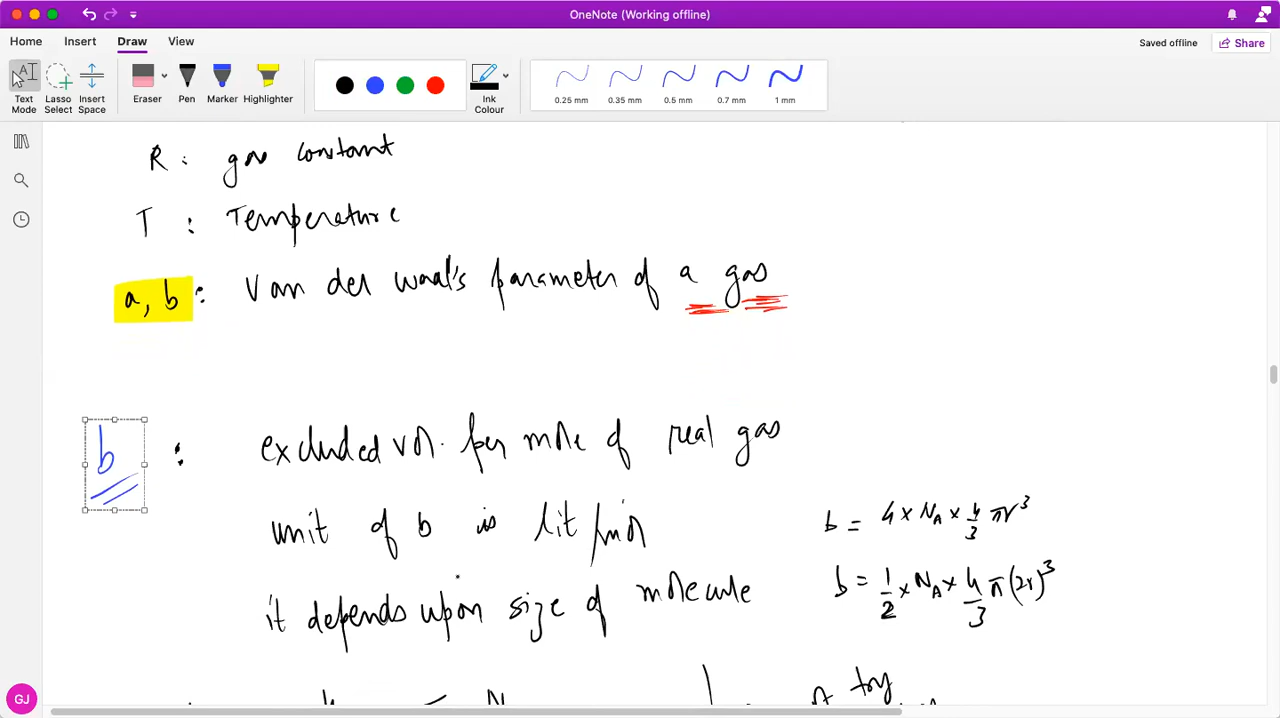 OneNote (Working offline)
Home Insert Draw View
Saved offline Share
Text Mode
Lasso Select
Insert Space
Eraser
Pen
Marker
Highlighter
Ink Colour
0.25 mm 0.35 mm 0.5 mm 0.7 mm 1 mm
R : gas constant
T : Temperature
a, b : Van der waal's parameter of a gas
b : excluded vol. per mole of real gas
unit of b is lit/mol
b = 4 × N_A × 4/3 πr³
b = 1/2 × N_A × 4/3 π(2r)³
it depends upon size of molecule
try
GJ